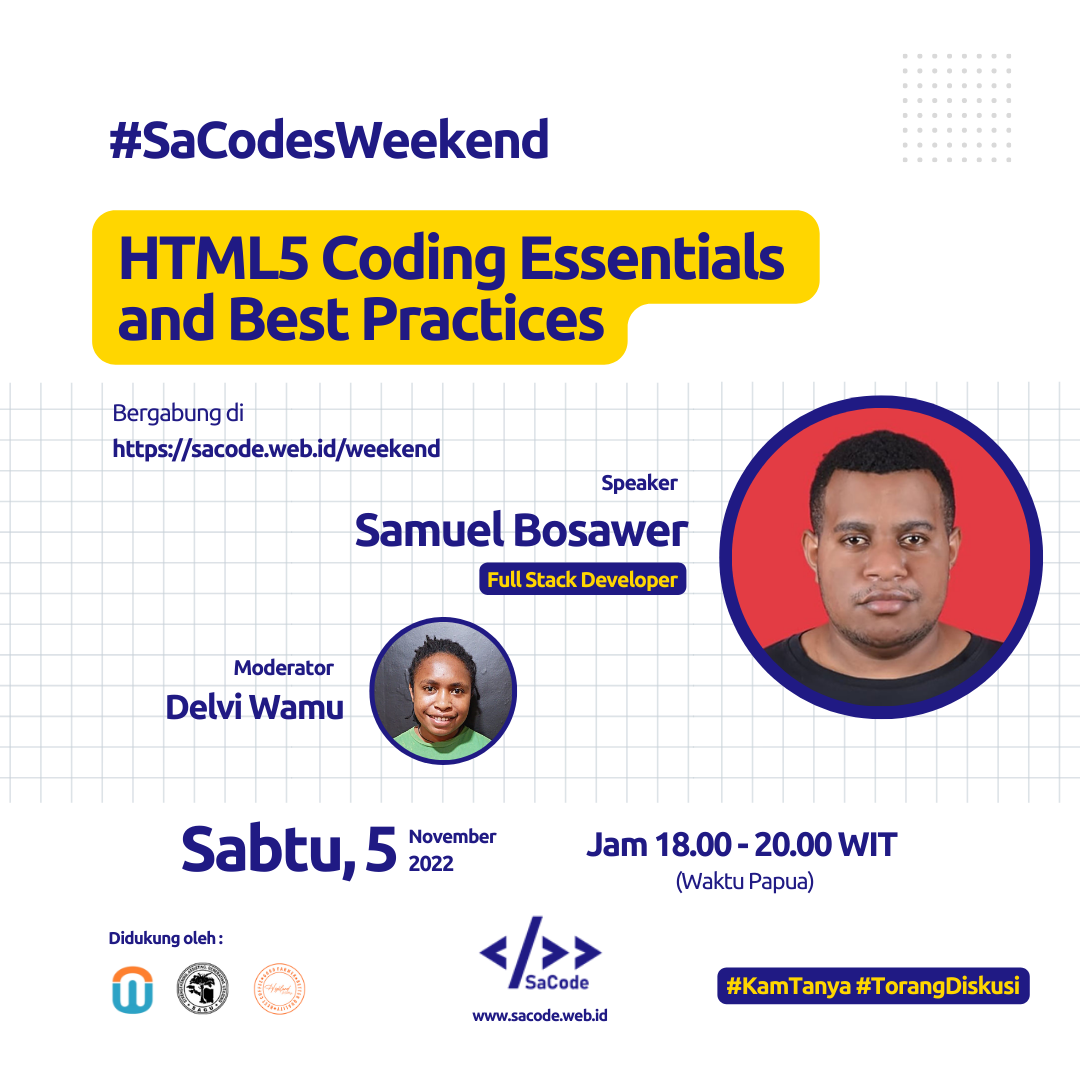 #SaCodesWeekend
HTML5 Coding Essentials
and Best Practices
Bergabung di
https://sacode.web.id/weekend
Speaker
Samuel Bosawer
Full Stack Developer
Moderator
Delvi Wamu
Sabtu, 5 November
2022
Jam 18.00 - 20.00 WIT
(Waktu Papua)
Didukung oleh :
SAGU
</>>
SaCode
www.sacode.web.id
#KamTanya #TorangDiskusi